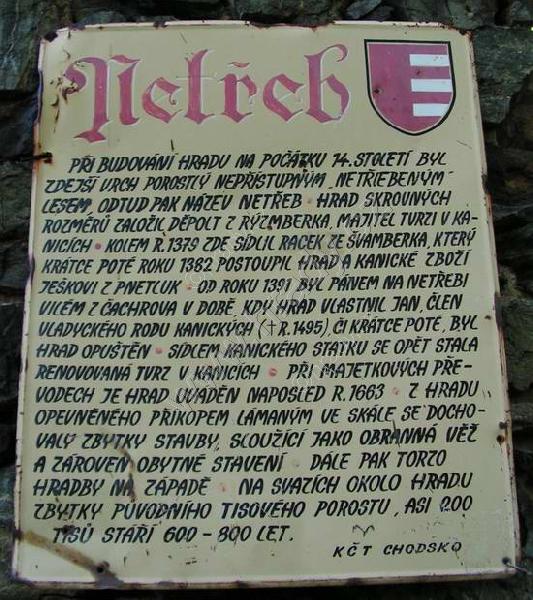 Netřeb
PŘI BUDOVÁNÍ HRADU NA POČÁTKU 14. STOLETÍ BYL
ZDEJŠÍ VRCH POROSTLÝ NEPŘÍSTUPNÝM „NETŘIEBENÝM"
LESEM, ODTUD PAK NÁZEV NETŘEB • HRAD SKROVNÝCH
ROZMĚRŮ ZALOŽIL DĚPOLT Z RÝZMBERKA, MAJITEL TVRZI V KA-
NICÍCH • KOLEM R. 1379 ZDE SÍDLIL RACEK ZE ŠVAMBERKA, KTERÝ
KRÁTCE POTÉ ROKU 1382 POSTOUPIL HRAD A KANICKÉ ZBOŽÍ
JEŠKOVI Z PNETLUK • OD ROKU 1391 BYL PÁNEM NA NETŘEBI
VILÉM Z ČACHROVA V DOBĚ, KDY HRAD VLASTNIL JAN, ČLEN
VLADYCKÉHO RODU KANICKÝCH († R. 1495), ČI KRÁTCE POTÉ, BYL
HRAD OPUŠTĚN • SÍDLEM KANICKÉHO STATKU SE OPĚT STALA
RENOVOVANÁ TVRZ V KANICÍCH • PŘI MAJETKOVÝCH PŘE-
VODECH JE HRAD UVÁDĚN NAPOSLED R. 1663 • Z HRADU
OPEVNĚNÉHO PŘÍKOPEM LÁMANÝM VE SKÁLE SE DOCHO-
VALY ZBYTKY STAVBY, SLOUŽÍCÍ JAKO OBRANNÁ VĚŽ
A ZÁROVEŇ OBYTNÉ STAVENÍ • DÁLE PAK TORZO
HRADBY NA ZÁPADĚ • NA SVAZÍCH OKOLO HRADU
ZBYTKY PŮVODNÍHO TISOVÉHO POROSTU, ASI 200
TISŮ STÁŘÍ 600 - 800 LET.
KČT CHODSKO